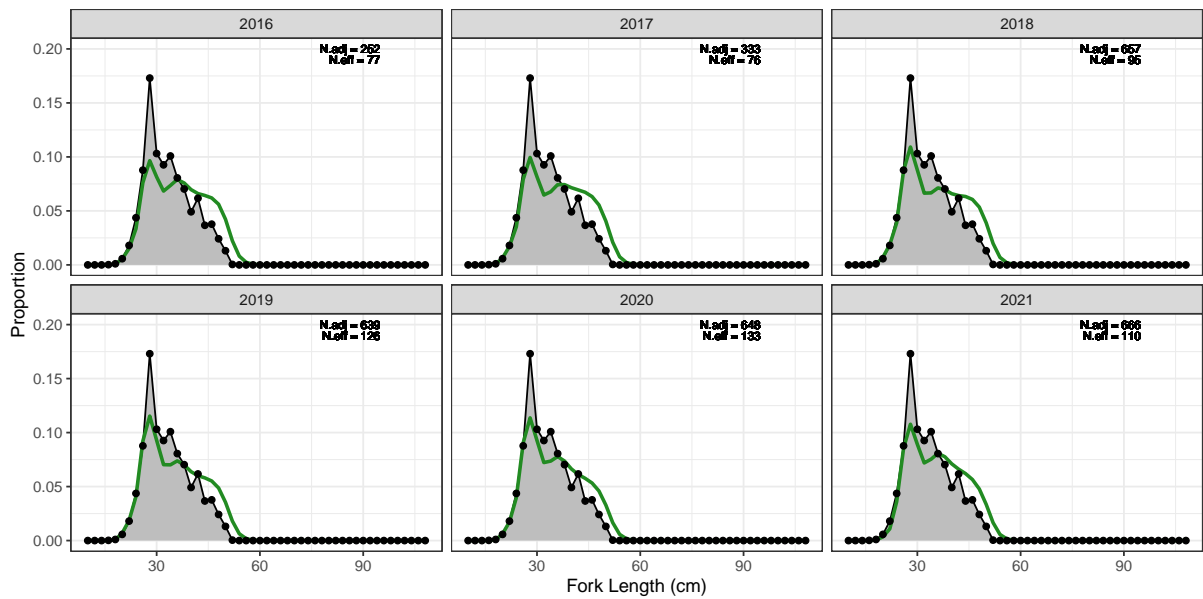 2016
2017
2018
N.adj = 252
N.eff = 77
N.adj = 333
N.eff = 76
N.adj = 657
N.eff = 95
0.20
0.15
0.10
0.05
0.00
2019
2020
2021
N.adj = 639
N.eff = 126
N.adj = 648
N.eff = 133
N.adj = 666
N.eff = 110
0.20
0.15
0.10
0.05
0.00
Proportion
30 60 90
30 60 90
30 60 90
Fork Length (cm)